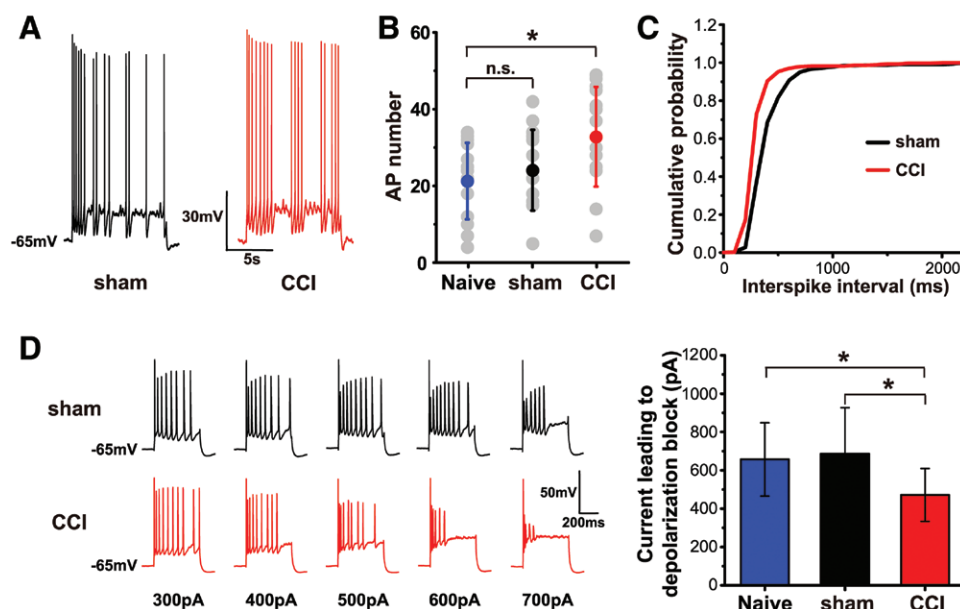 A
-65mV
30mV
5s
sham
CCI
B
AP number
60
40
20
0
*
n.s.
Naive
sham
CCI
C
Cumulative probability
1.2
1.0
0.8
0.6
0.4
0.2
0.0
sham
CCI
0
1000
2000
Interspike interval (ms)
D
sham
-65mV
CCI
-65mV
50mV
200ms
300pA
400pA
500pA
600pA
700pA
Current leading to
depolarization block (pA)
1200
1000
800
600
400
200
0
*
*
Naive
sham
CCI